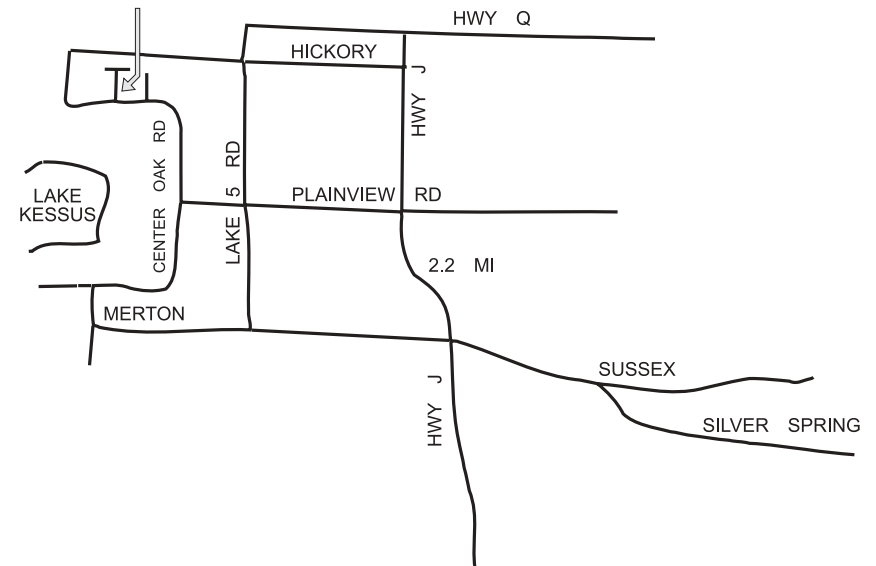 HWY Q
HICKORY
HWY J
CENTER OAK RD
LAKE 5 RD
PLAINVIEW RD
LAKE
KESSUS
2.2 MI
MERTON
SUSSEX
HWY J
SILVER SPRING